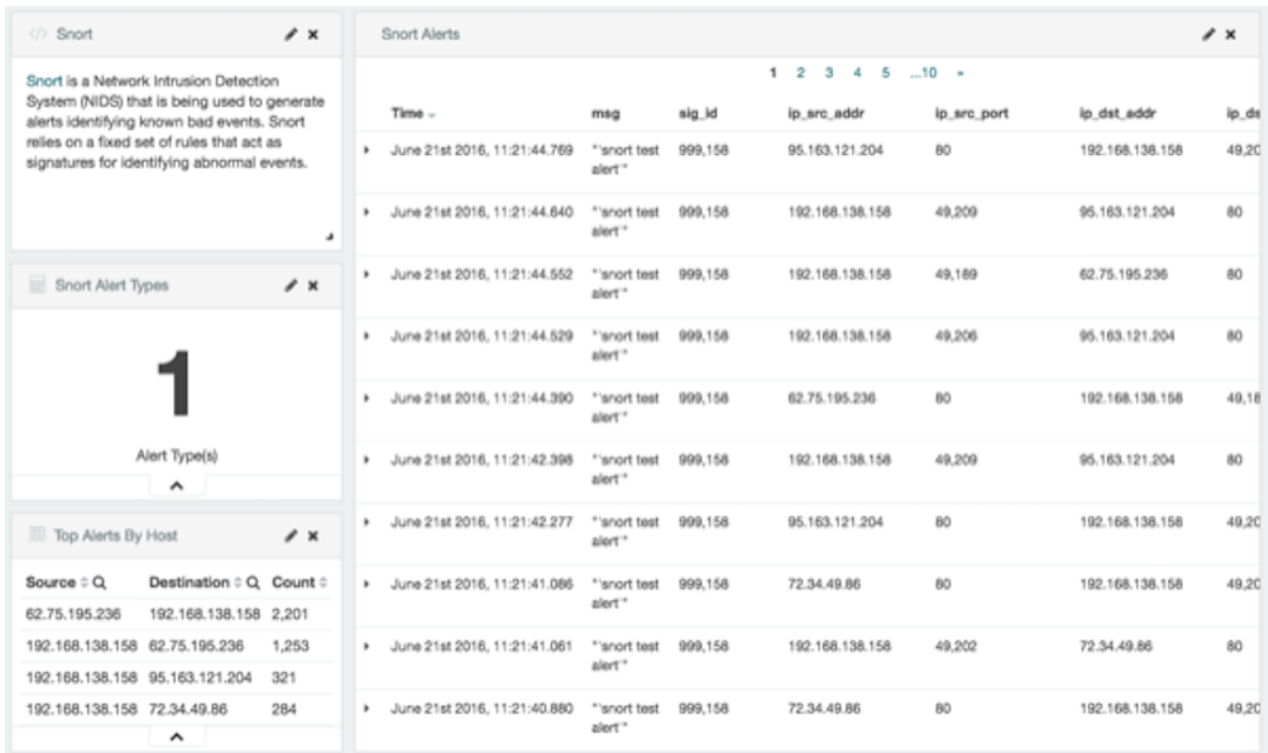 </> Snort
Snort is a Network Intrusion Detection
System (NIDS) that is being used to generate
alerts identifying known bad events. Snort
relies on a fixed set of rules that act as
signatures for identifying abnormal events.
Snort Alert Types
1
Alert Type(s)
Top Alerts By Host
Source Destination Count
62.75.195.236 192.168.138.158 2,201
192.168.138.158 62.75.195.236 1,253
192.168.138.158 95.163.121.204 321
192.168.138.158 72.34.49.86 284
Snort Alerts
1 2 3 4 5 ...10 »
Time msg sig_id ip_src_addr ip_src_port ip_dst_addr ip_ds
June 21st 2016, 11:21:44.769 "'snort test 999,158 95.163.121.204 80 192.168.138.158 49,20
alert'"
June 21st 2016, 11:21:44.640 "'snort test 999,158 192.168.138.158 49,209 95.163.121.204 80
alert'"
June 21st 2016, 11:21:44.552 "'snort test 999,158 192.168.138.158 49,189 62.75.195.236 80
alert'"
June 21st 2016, 11:21:44.529 "'snort test 999,158 192.168.138.158 49,206 95.163.121.204 80
alert'"
June 21st 2016, 11:21:44.390 "'snort test 999,158 62.75.195.236 80 192.168.138.158 49,18
alert'"
June 21st 2016, 11:21:42.398 "'snort test 999,158 192.168.138.158 49,209 95.163.121.204 80
alert'"
June 21st 2016, 11:21:42.277 "'snort test 999,158 95.163.121.204 80 192.168.138.158 49,20
alert'"
June 21st 2016, 11:21:41.086 "'snort test 999,158 72.34.49.86 80 192.168.138.158 49,20
alert'"
June 21st 2016, 11:21:41.061 "'snort test 999,158 192.168.138.158 49,202 72.34.49.86 80
alert'"
June 21st 2016, 11:21:40.880 "'snort test 999,158 72.34.49.86 80 192.168.138.158 49,20
alert'"